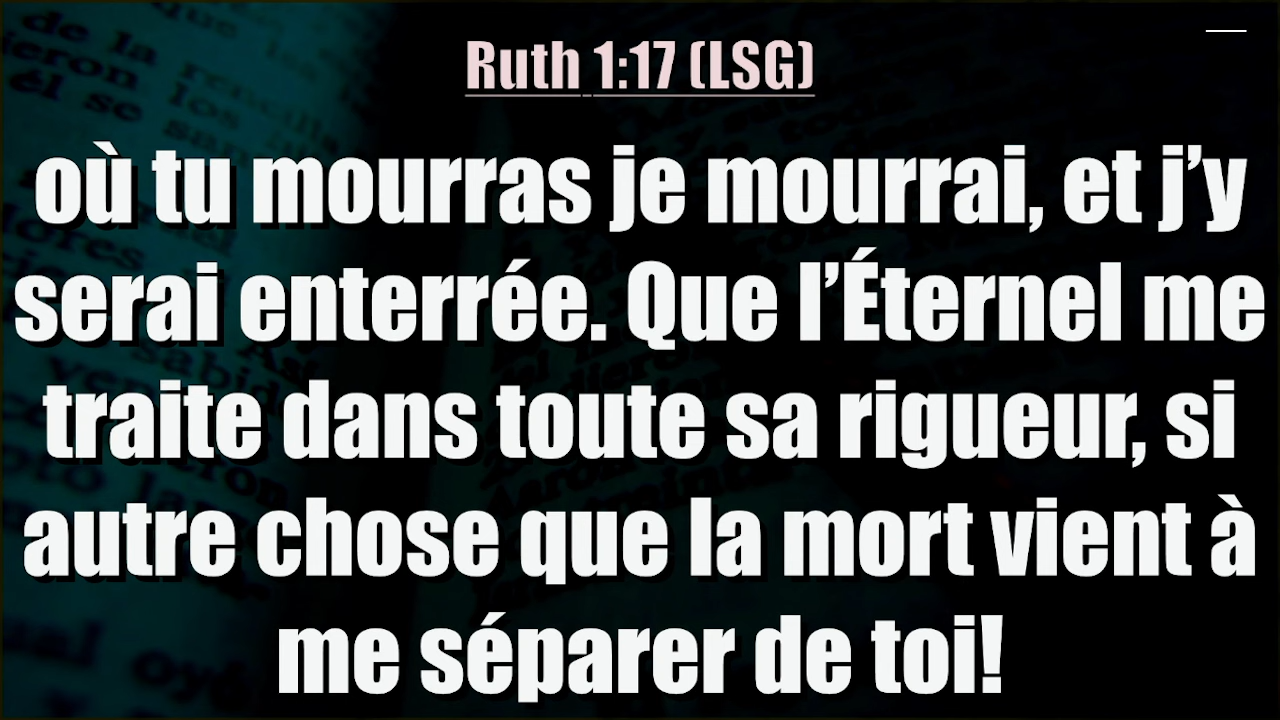 Ruth 1:17 (LSG)
où tu mourras je mourrai, et j’y
serai enterrée. Que l’Éternel me
traite dans toute sa rigueur, si
autre chose que la mort vient à
me séparer de toi!